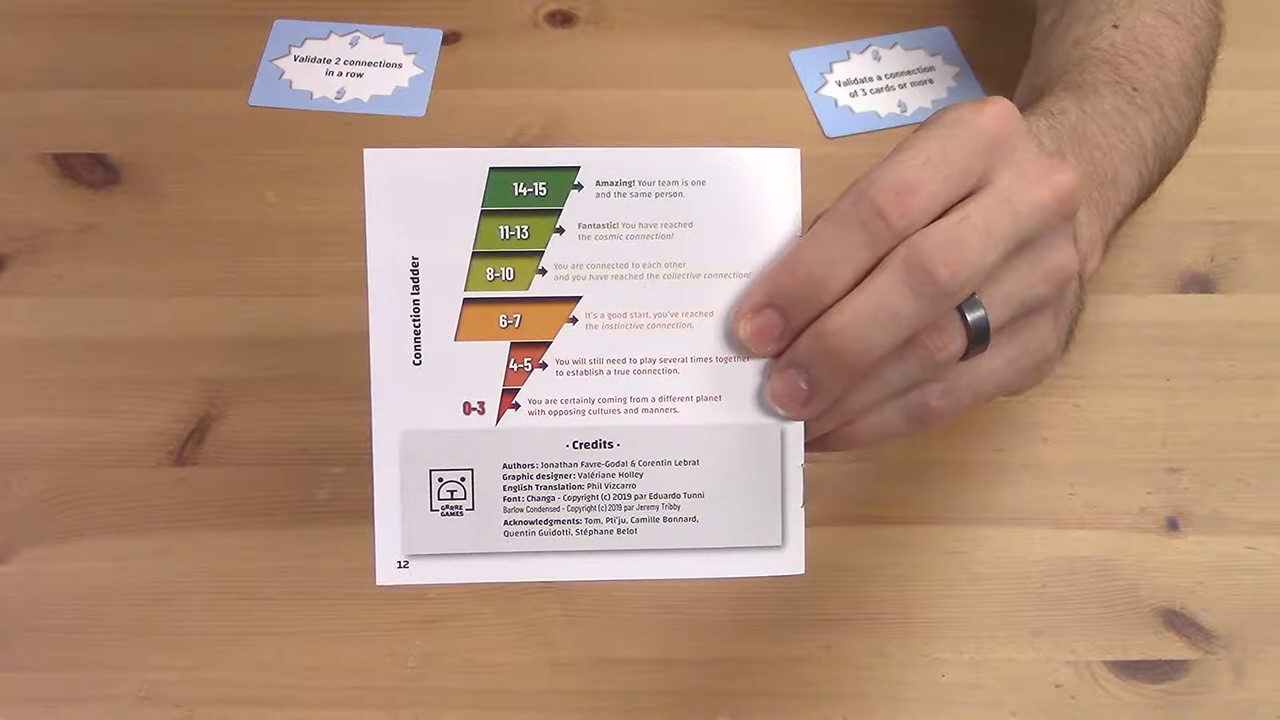 Validate 2 connections
in a row
Validate a connection
of 3 cards or more
Connection ladder
14-15
Amazing! Your team is one
and the same person.
11-13
Fantastic! You have reached
the cosmic connection!
8-10
You are connected to each other
and you have reached the collective connection!
6-7
It's a good start, you've reached
the instinctive connection.
4-5
You will still need to play several times together
to establish a true connection.
0-3
You are certainly coming from a different planet
with opposing cultures and manners.
· Credits ·
Authors: Jonathan Favre-Godal & Corentin Lebrat
Graphic designer: Valériane Holley
English Translation: Phil Vizcarro
Font: Changa - Copyright (c) 2019 par Eduardo Tunni
Barlow Condensed - Copyright (c) 2019 par Jeremy Tribby
Acknowledgments: Tom, Pti'ju, Camille Bonnard,
Quentin Guidotti, Stéphane Belot
GRRRE
GAMES
12